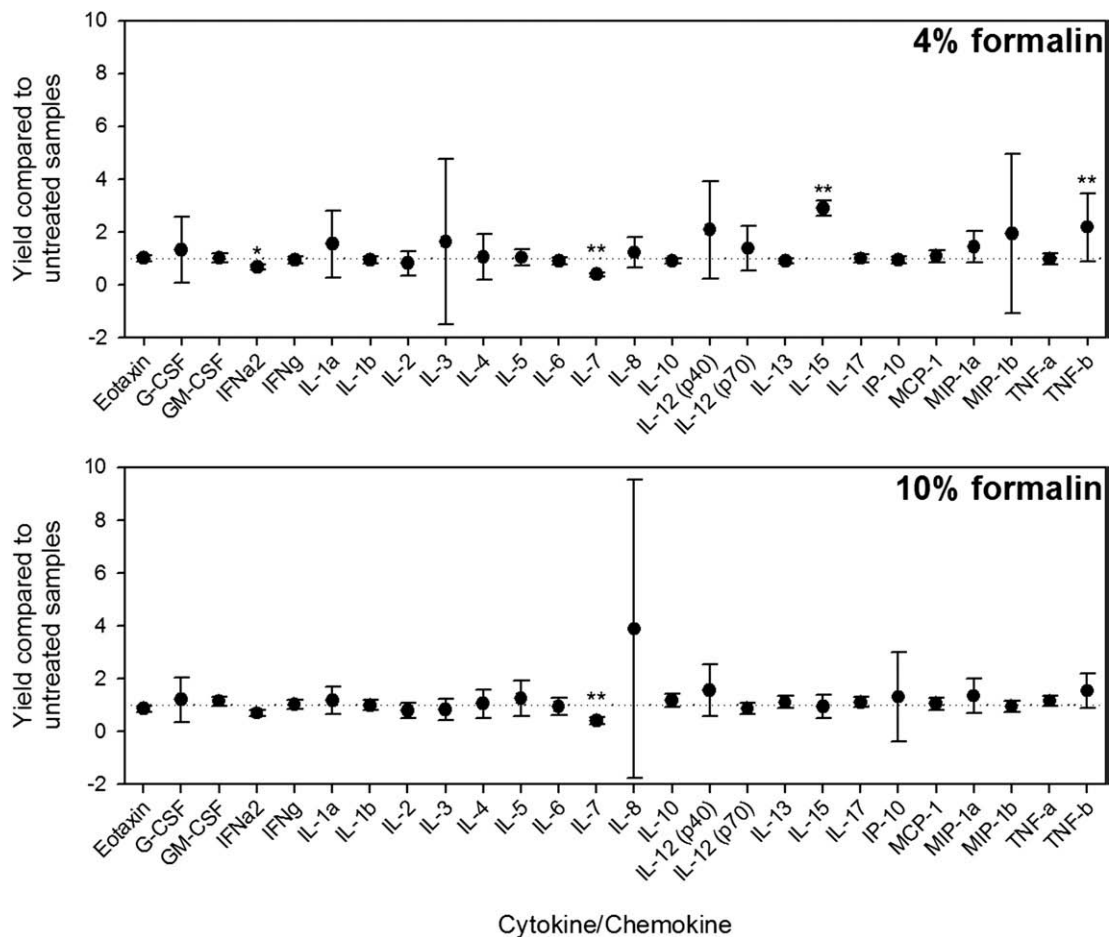 4% formalin
Yield compared to
untreated samples
10
8
6
4
2
0
-2
*
**
**
**
Eotaxin
G-CSF
GM-CSF
IFNa2
IFNg
IL-1a
IL-1b
IL-2
IL-3
IL-4
IL-5
IL-6
IL-7
IL-8
IL-10
IL-12 (p40)
IL-12 (p70)
IL-13
IL-15
IL-17
IP-10
MCP-1
MIP-1a
MIP-1b
TNF-a
TNF-b
10% formalin
Yield compared to
untreated samples
10
8
6
4
2
0
-2
**
Eotaxin
G-CSF
GM-CSF
IFNa2
IFNg
IL-1a
IL-1b
IL-2
IL-3
IL-4
IL-5
IL-6
IL-7
IL-8
IL-10
IL-12 (p40)
IL-12 (p70)
IL-13
IL-15
IL-17
IP-10
MCP-1
MIP-1a
MIP-1b
TNF-a
TNF-b
Cytokine/Chemokine